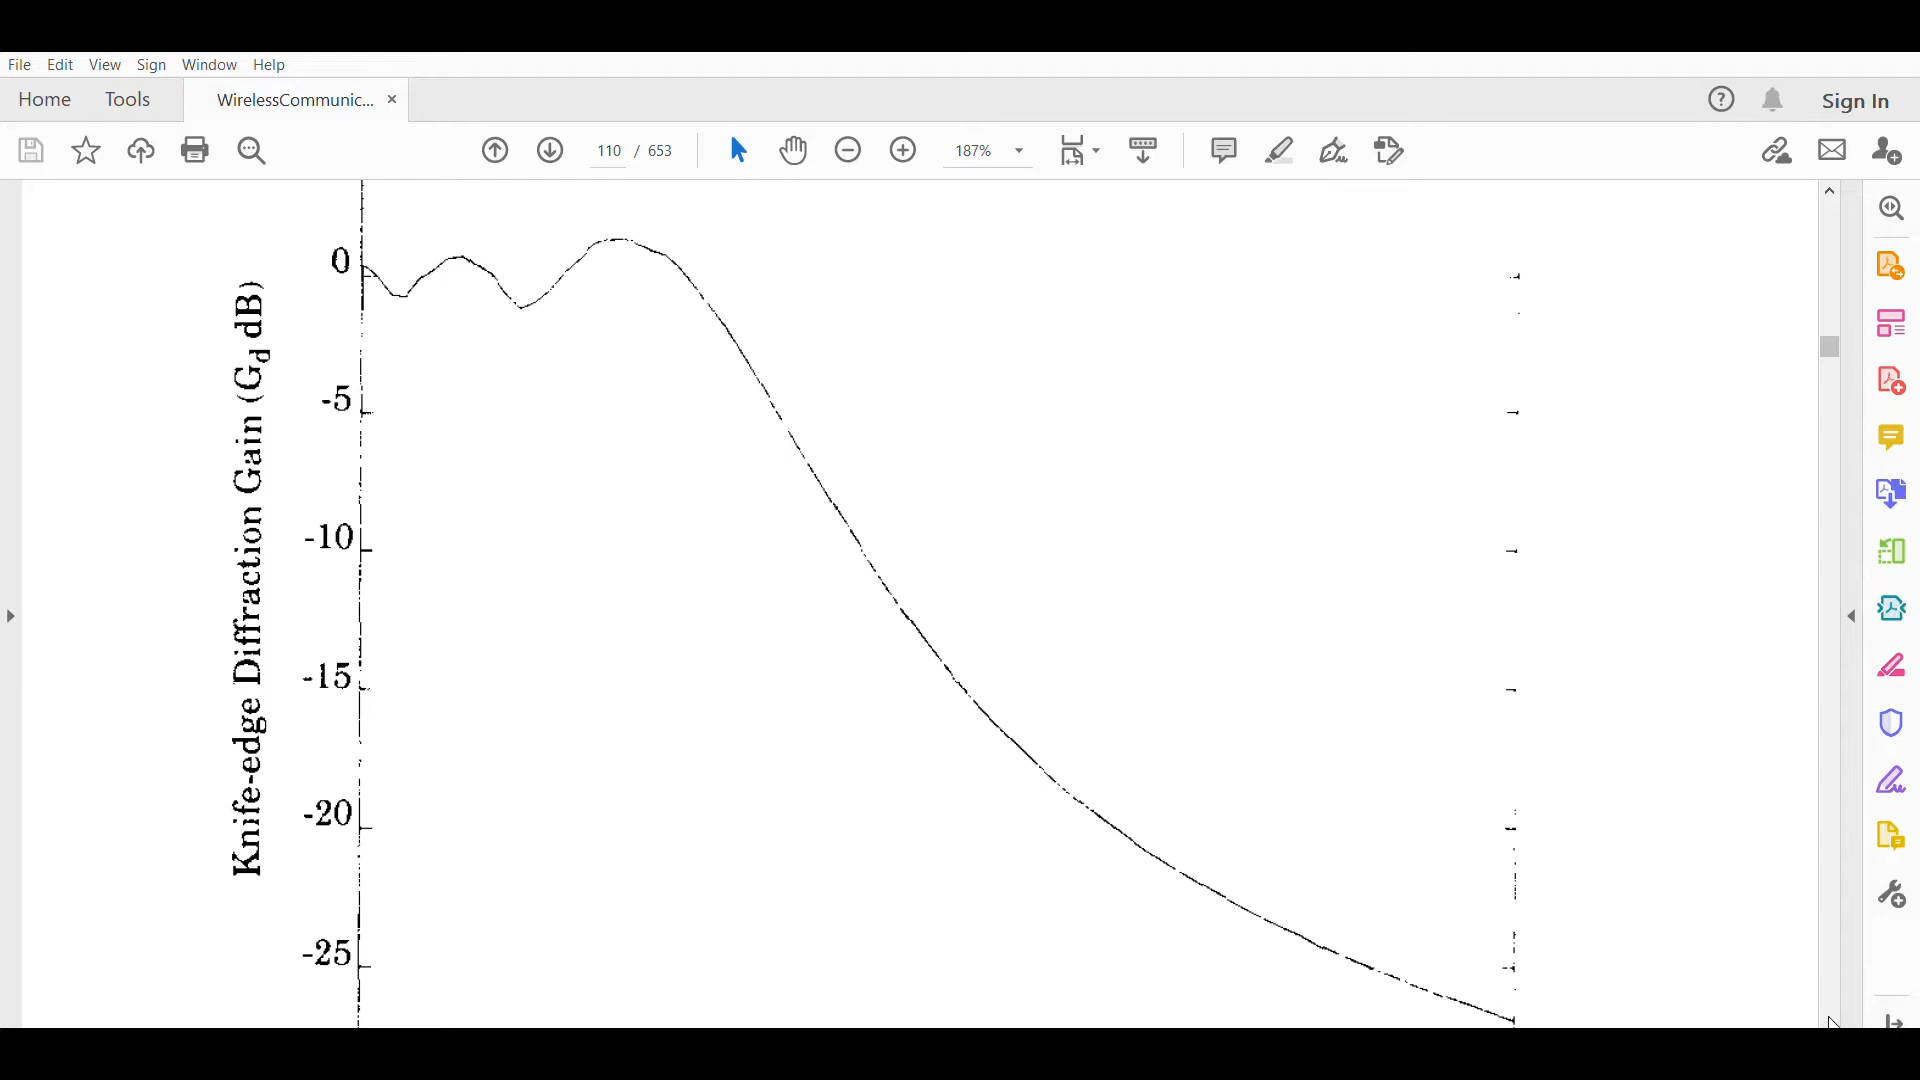 File Edit View Sign Window Help
Home Tools WirelessCommunic... × Sign In
110 / 653 187%
0
-5
-10
-15
-20
-25
Knife-edge Diffraction Gain (Gd dB)